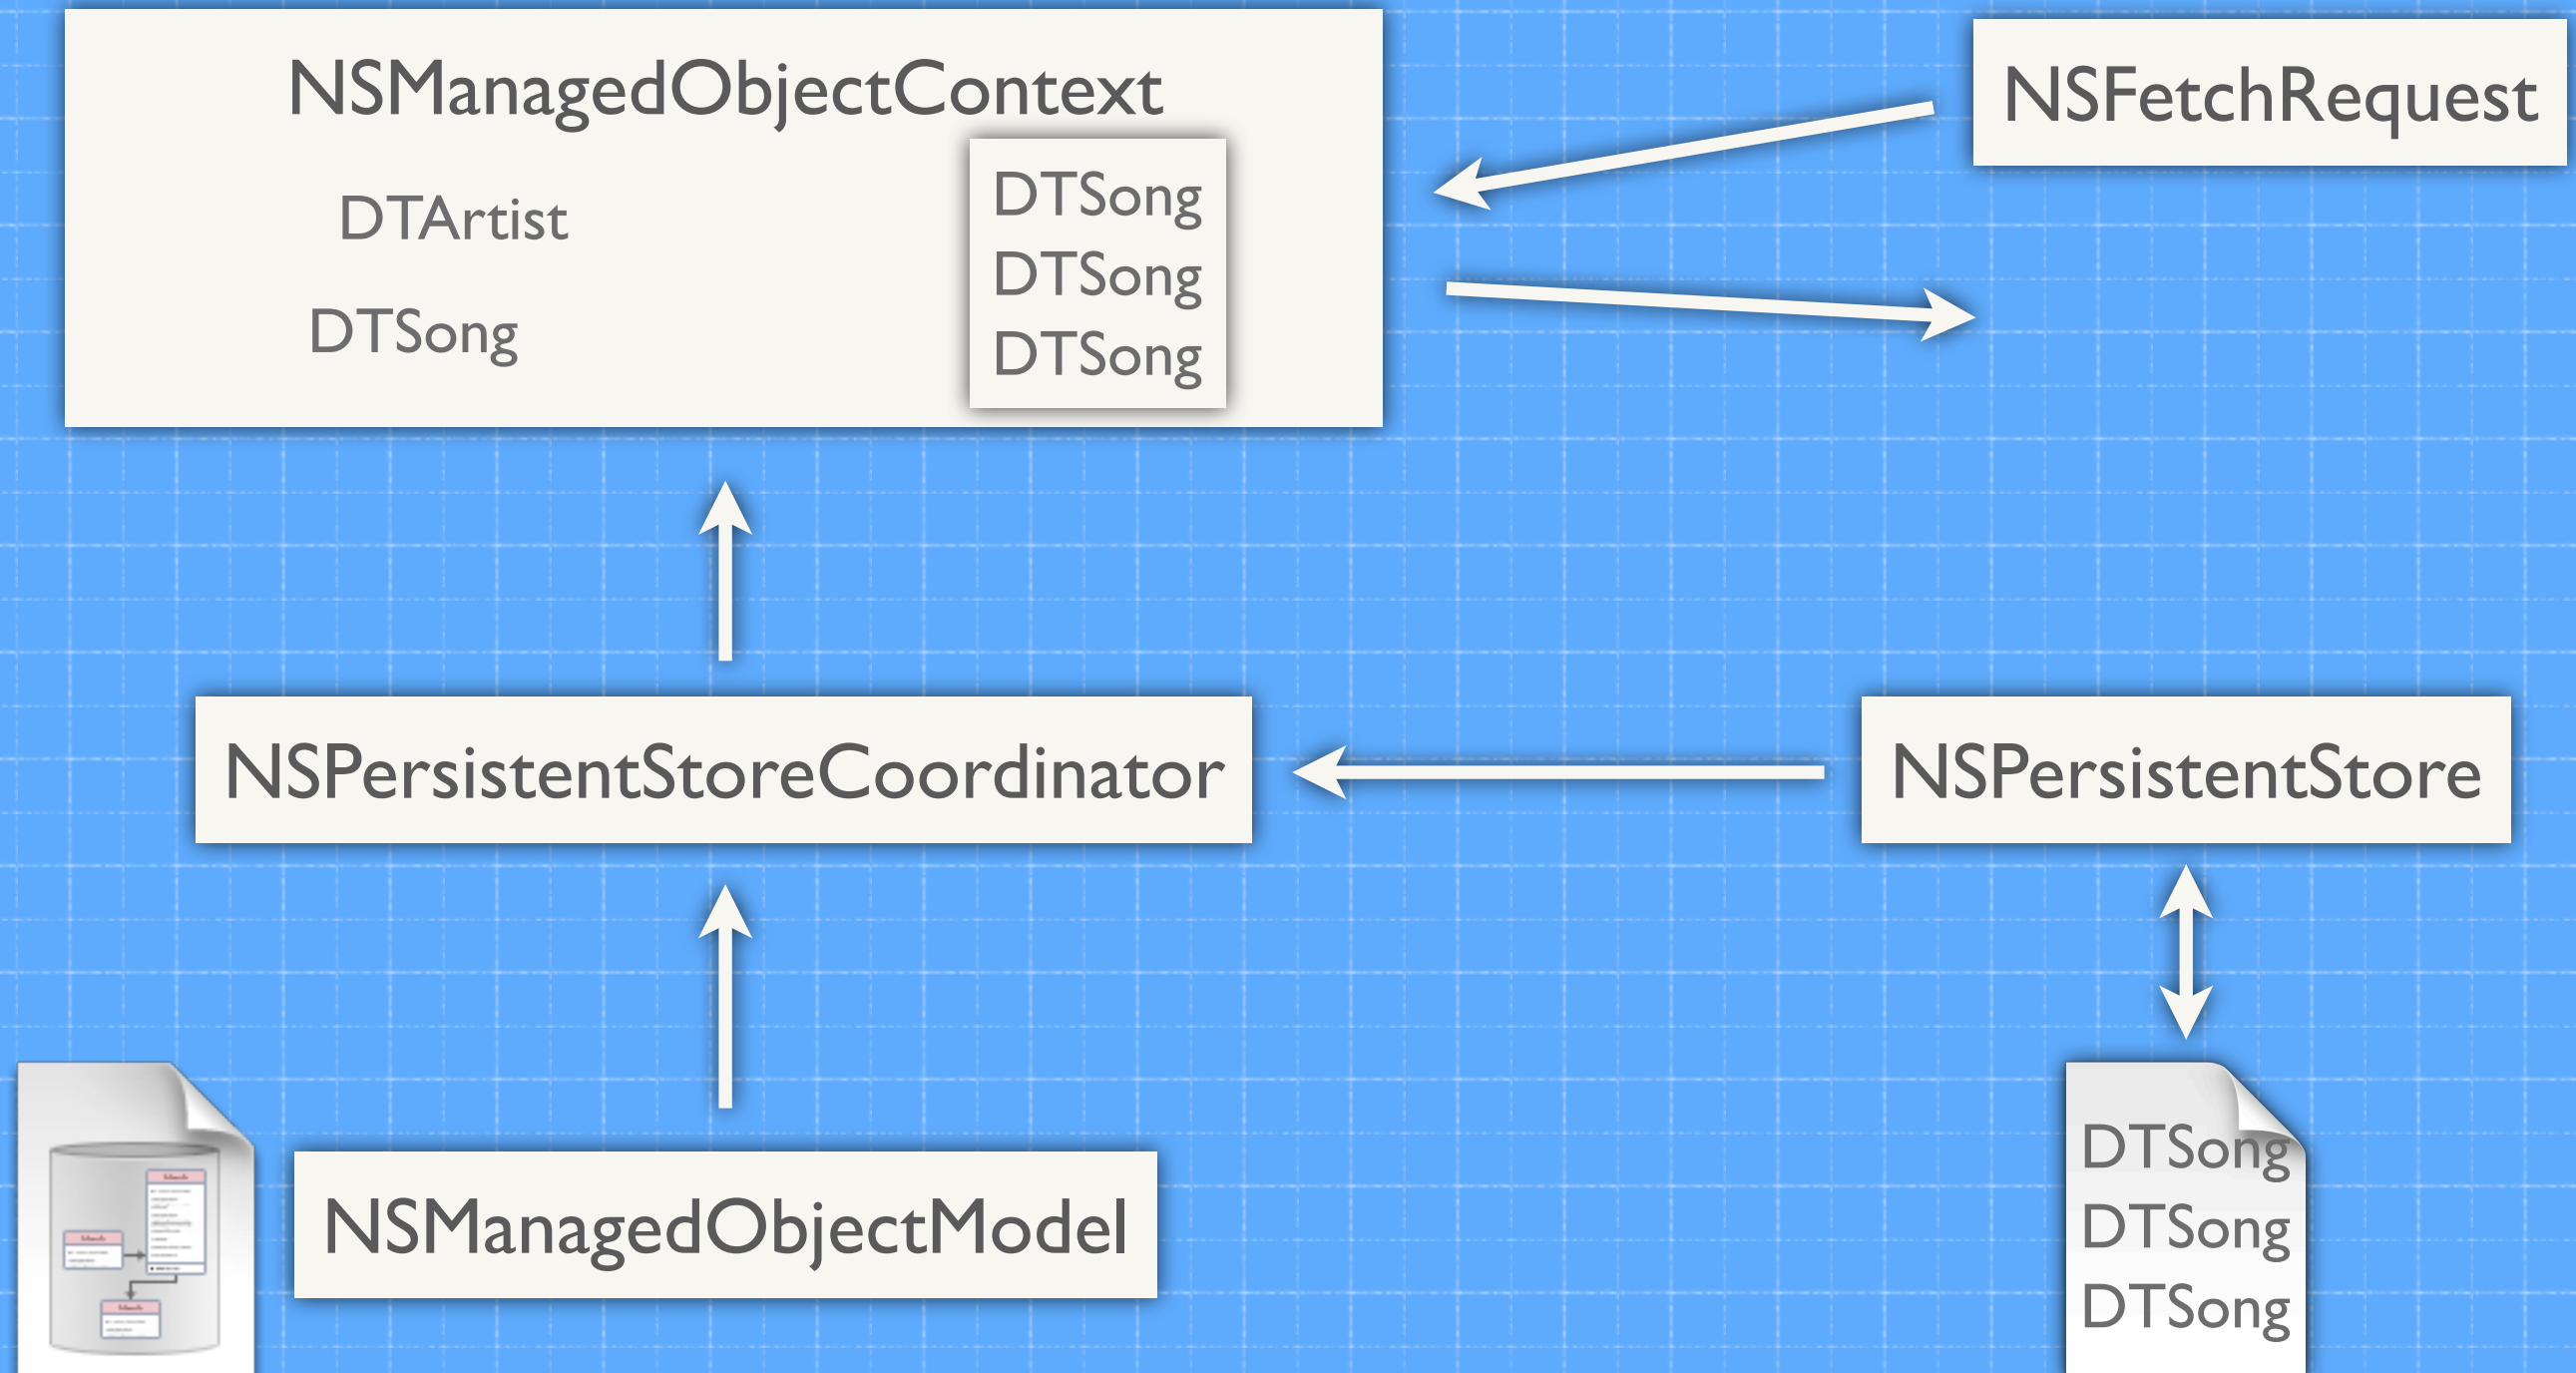 NSManagedObjectContext
NSFetchRequest
DTArtist
DTSong
DTSong
DTSong
DTSong
NSPersistentStoreCoordinator
NSPersistentStore
NSManagedObjectModel
DTSong
DTSong
DTSong